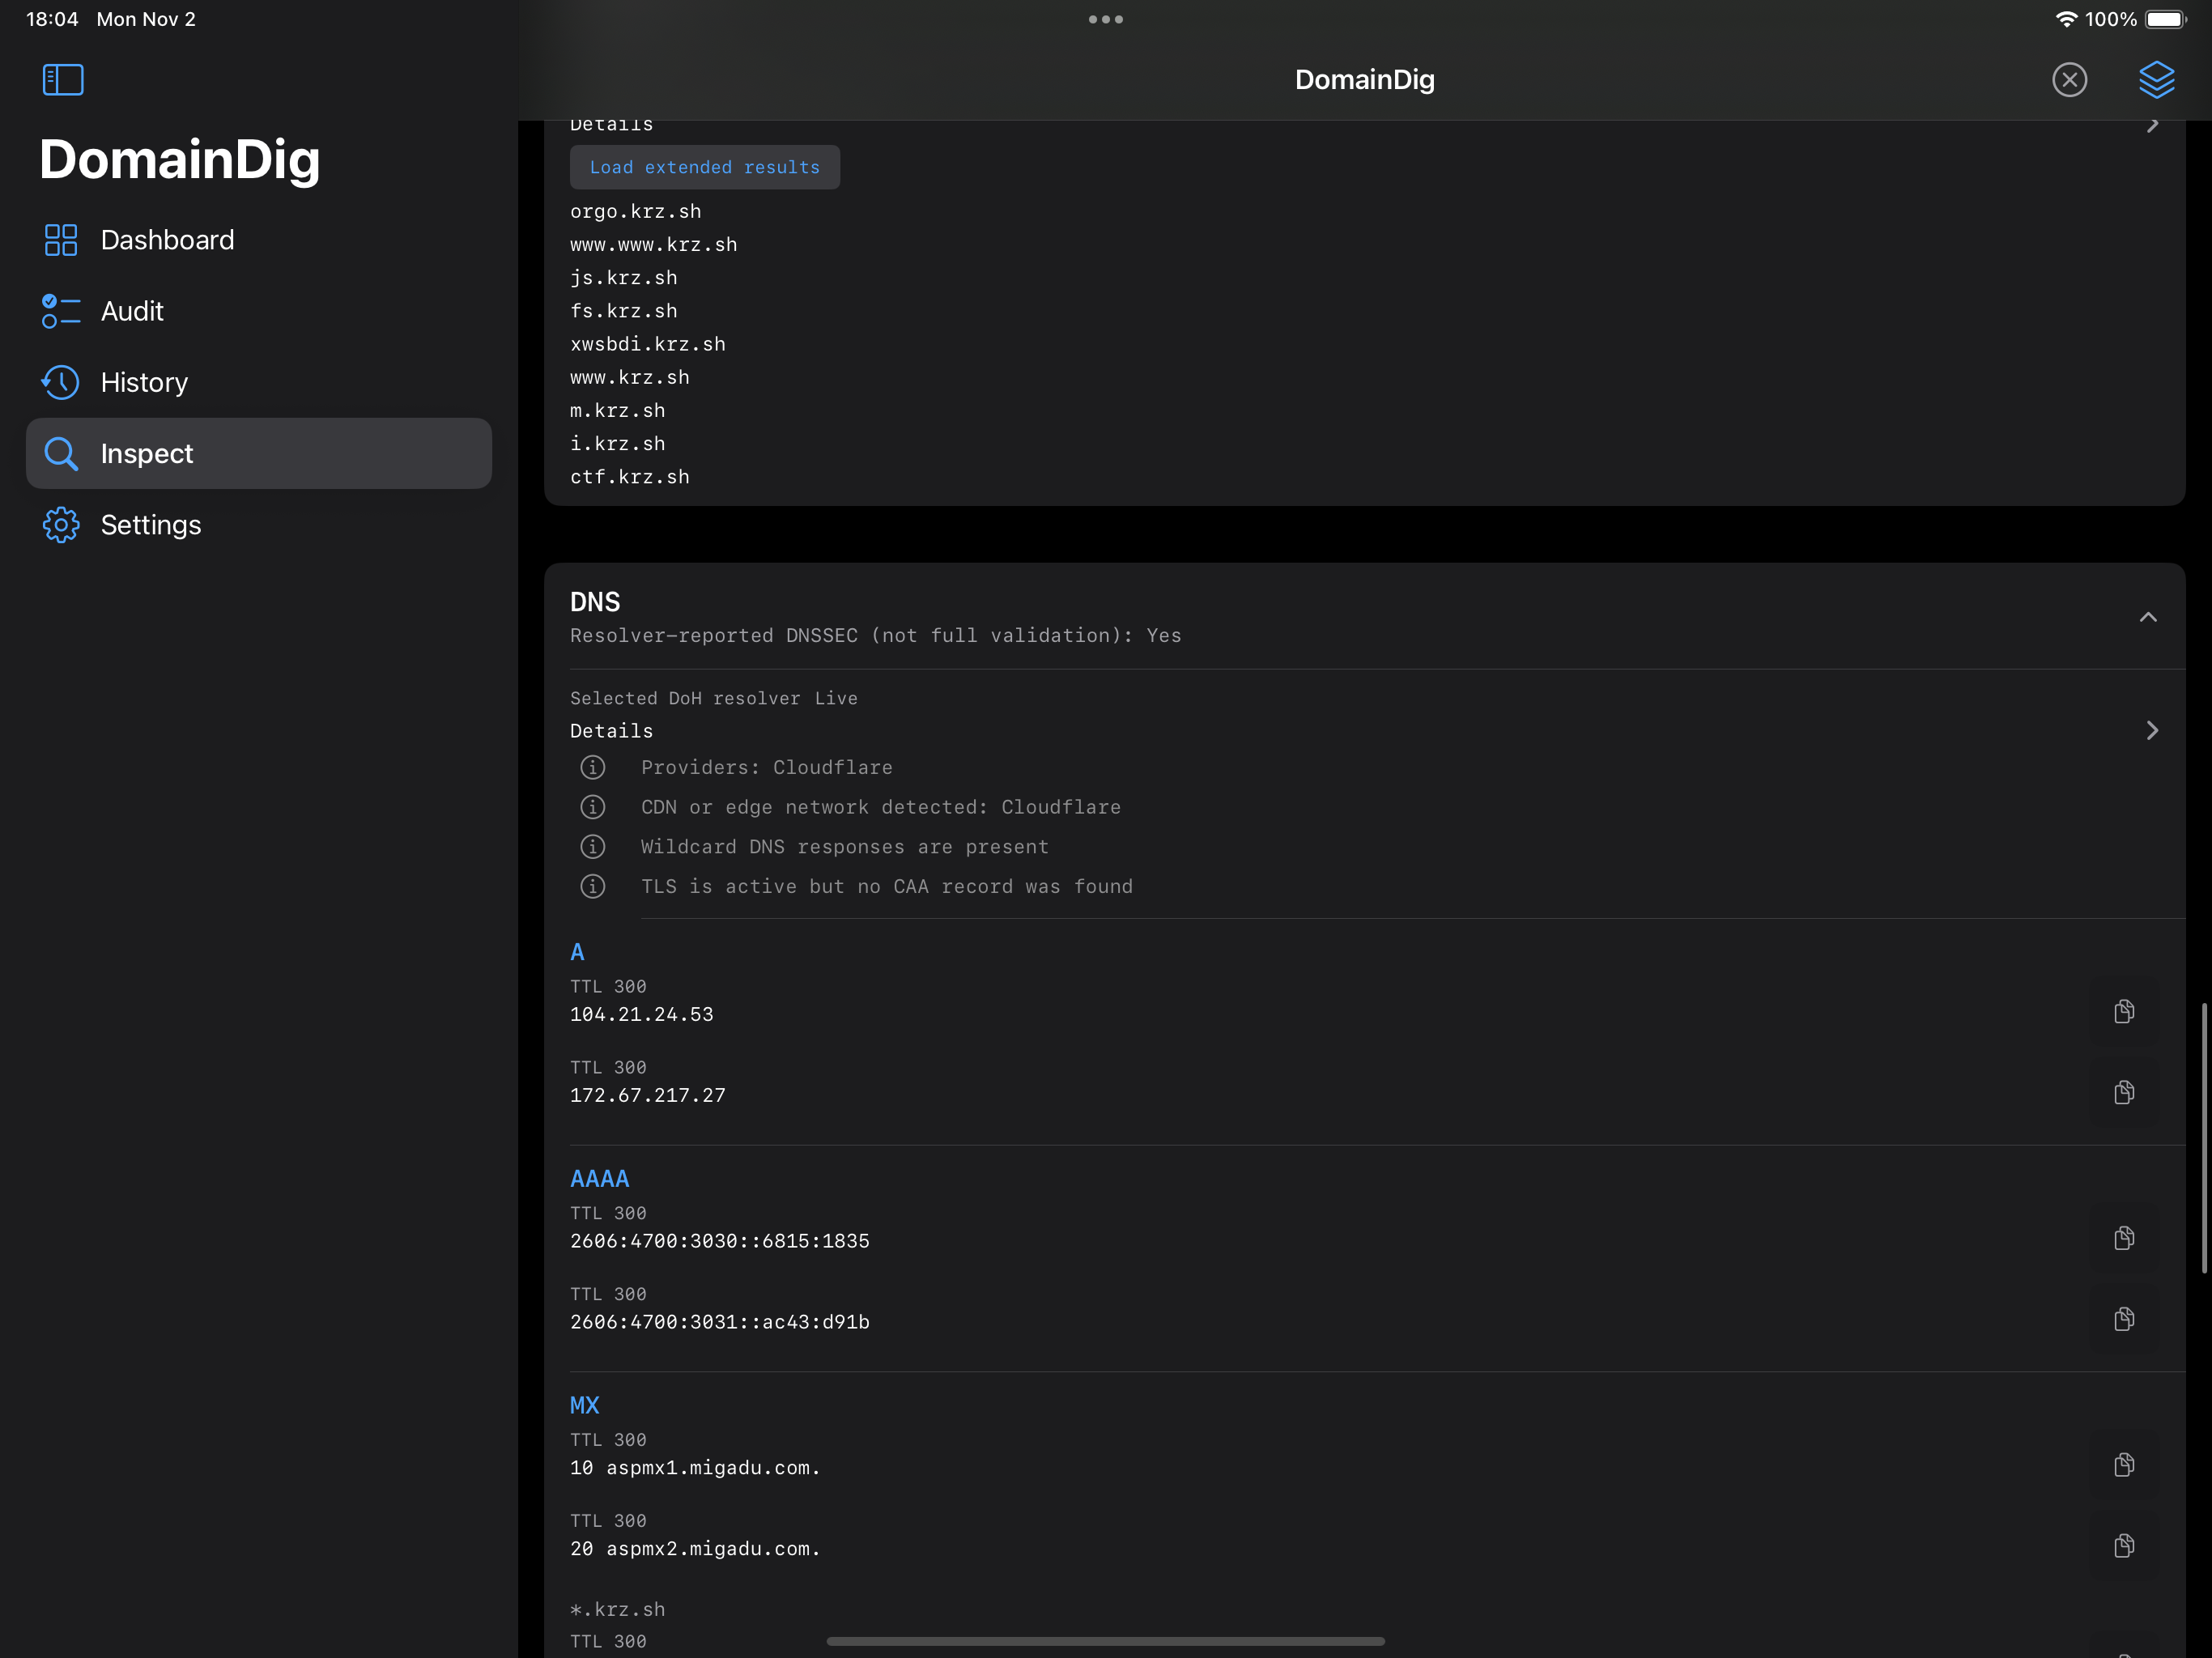 18:04 Mon Nov 2
100%
DomainDig
DomainDig
Dashboard
Audit
History
Inspect
Settings
Details
Load extended results
orgo.krz.sh
www.www.krz.sh
js.krz.sh
fs.krz.sh
xwsbdi.krz.sh
www.krz.sh
m.krz.sh
i.krz.sh
ctf.krz.sh
DNS
Resolver-reported DNSSEC (not full validation): Yes
Selected DoH resolver Live
Details
Providers: Cloudflare
CDN or edge network detected: Cloudflare
Wildcard DNS responses are present
TLS is active but no CAA record was found
A
TTL 300
104.21.24.53
TTL 300
172.67.217.27
AAAA
TTL 300
2606:4700:3030::6815:1835
TTL 300
2606:4700:3031::ac43:d91b
MX
TTL 300
10 aspmx1.migadu.com.
TTL 300
20 aspmx2.migadu.com.
*.krz.sh
TTL 300